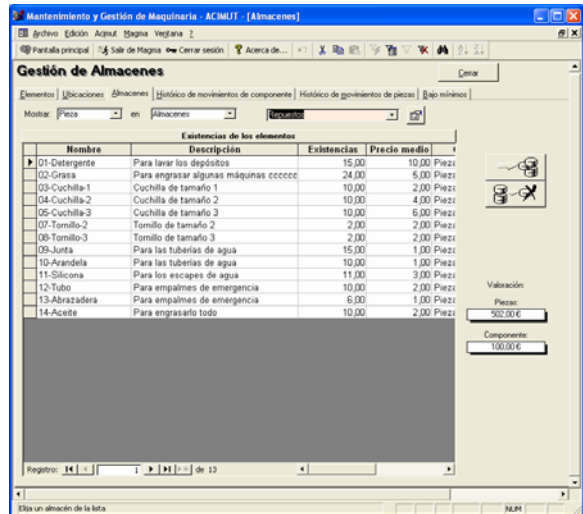 Mantenimiento y Gestión de Maquinaria - ACIMUT - [Almacenes]
Archivo Edición Acimut Magma Ventana ?
Pantalla principal Salir de Magma Cerrar sesión Acerca de...
Gestión de Almacenes
Cerrar
Elementos Ubicaciones Almacenes Histórico de movimientos de componente Histórico de movimientos de piezas Bajo mínimos
Mostrar: Pieza en Almacenes Repuestos
Existencias de los elementos
Nombre Descripción Existencias Precio medio
01-Detergente Para lavar los depósitos 15,00 10,00 Pieza
02-Grasa Para engrasar algunas máquinas cccccc 24,00 5,00 Pieza
03-Cuchilla-1 Cuchilla de tamaño 1 10,00 2,00 Pieza
04-Cuchilla-2 Cuchilla de tamaño 2 10,00 4,00 Pieza
05-Cuchilla-3 Cuchilla de tamaño 3 10,00 6,00 Pieza
07-Tornillo-2 Tornillo de tamaño 2 2,00 2,00 Pieza
08-Tornillo-3 Tornillo de tamaño 3 2,00 2,00 Pieza
09-Junta Para las tuberías de agua 15,00 1,00 Pieza
10-Arandela Para las tuberías de agua 10,00 1,00 Pieza
11-Silicona Para los escapes de agua 11,00 3,00 Pieza
12-Tubo Para empalmes de emergencia 10,00 2,00 Pieza
13-Abrazadera Para empalmes de emergencia 6,00 1,00 Pieza
14-Aceite Para engrasarlo todo 10,00 2,00 Pieza
Valoración:
Piezas:
502,00 €
Componente:
100,00 €
Registro: 1 de 13
Elija un almacén de la lista
NUM